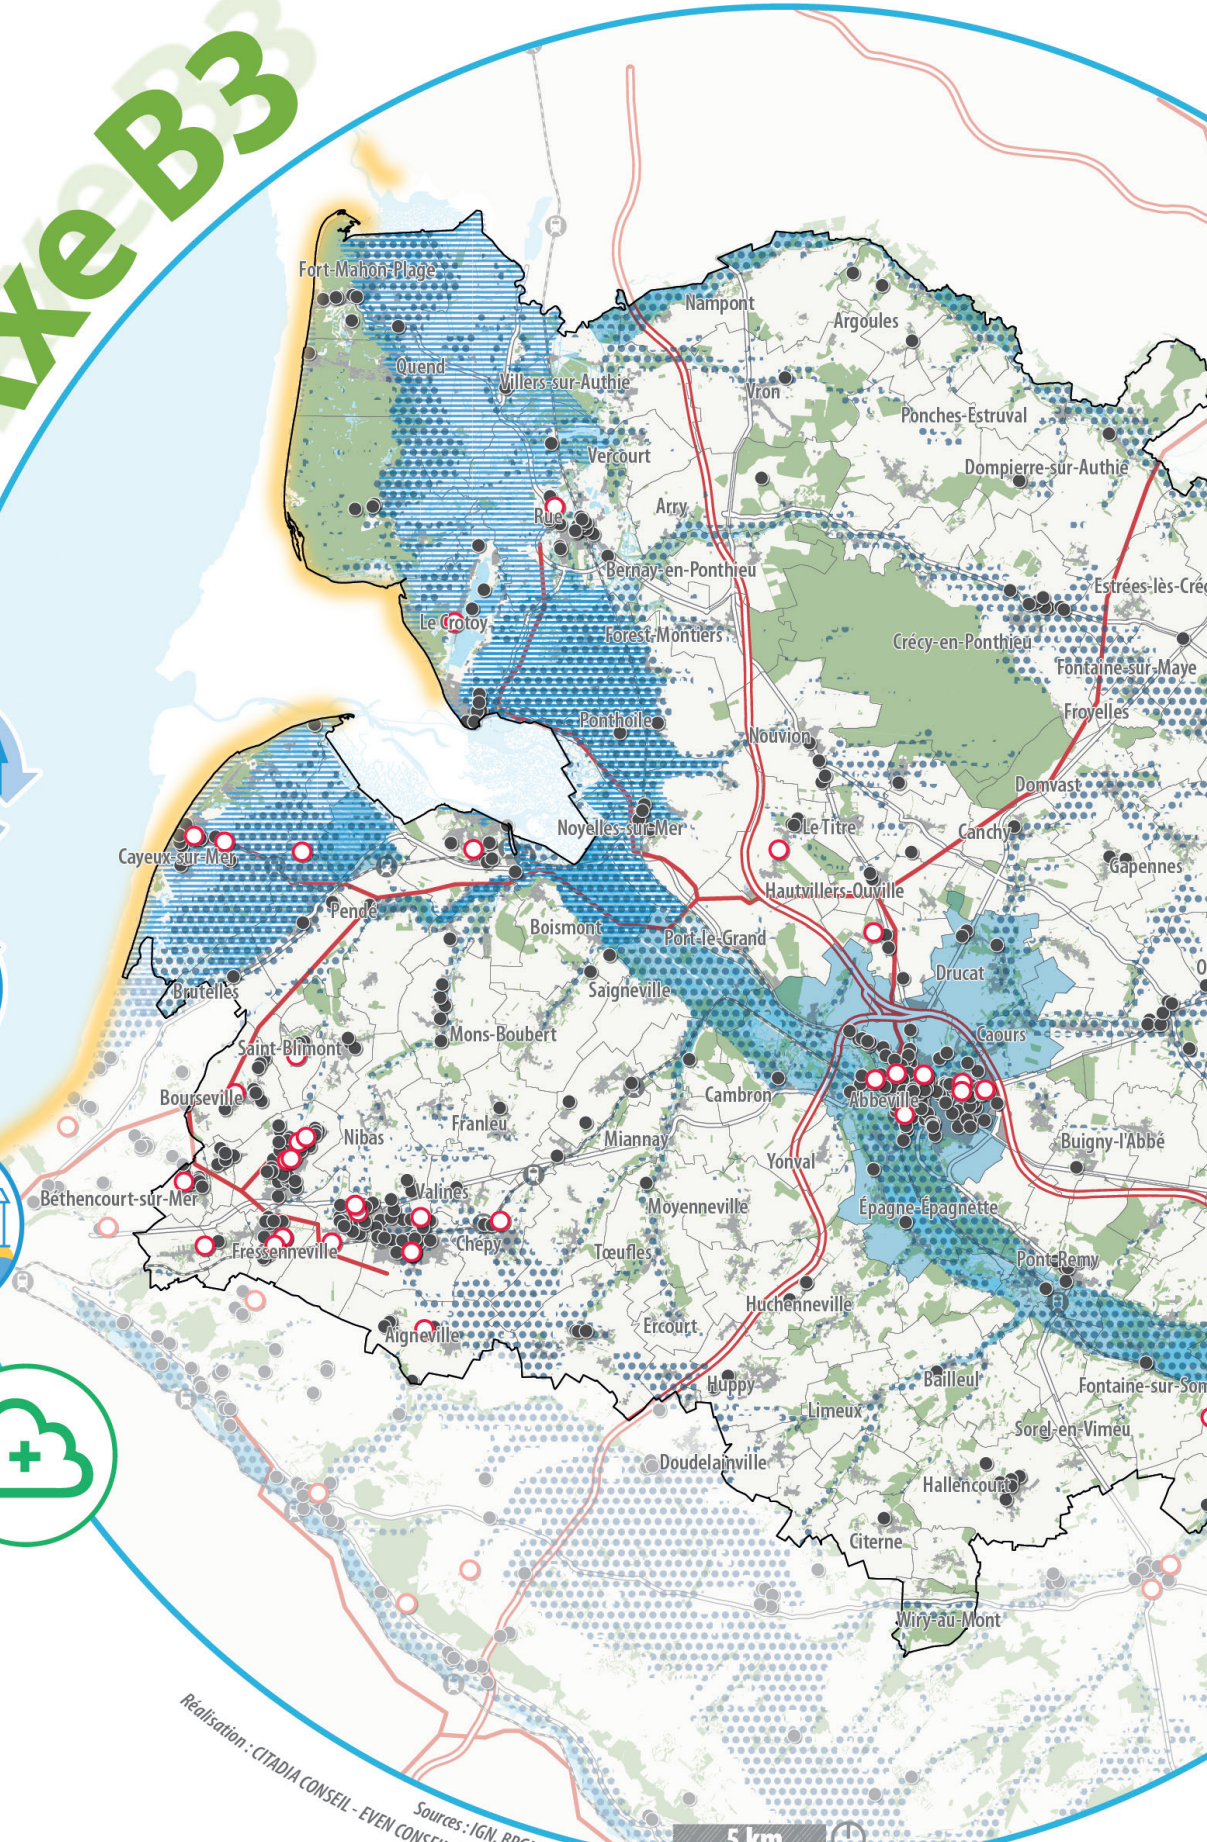 xe B3
Fort-Mahon-Plage
Nampont
Argoules
Quend
Villers-sur-Authie
Vron
Ponches-Estruval
Vercourt
Dompierre-sur-Authie
Rue
Arry
Bernay-en-Ponthieu
Estrées-lès-Créc
Le Crotoy
Forest-Montiers
Crécy-en-Ponthieu
Fontaine-sur-Maye
Froyelles
Ponthoile
Nouvion
Domvast
Noyelles-sur-Mer
Le Titre
Canchy
Cayeux-sur-Mer
Gapennes
Hautvillers-Ouville
Pendé
Boismont
Port-le-Grand
Drucat
Brutelles
Saigneville
Mons-Boubert
Caours
Saint-Blimont
Bourseville
Cambron
Abbeville
Nibas
Franleu
Miannay
Buigny-l'Abbé
Yonval
Béthencourt-sur-Mer
Valines
Moyenneville
Épagne-Épagnette
Fressenneville
Chepy
Tœufles
Pont-Remy
Huchenneville
Aigneville
Ercourt
Huppy
Bailleul
Fontaine-sur-Som
Limeux
Sorel-en-Vimeu
Doudelainville
Hallencourt
Citerne
Wiry-au-Mont
Réalisation : CITADIA CONSEIL - EVEN CONSEI
Sources : IGN, RPG
5 km